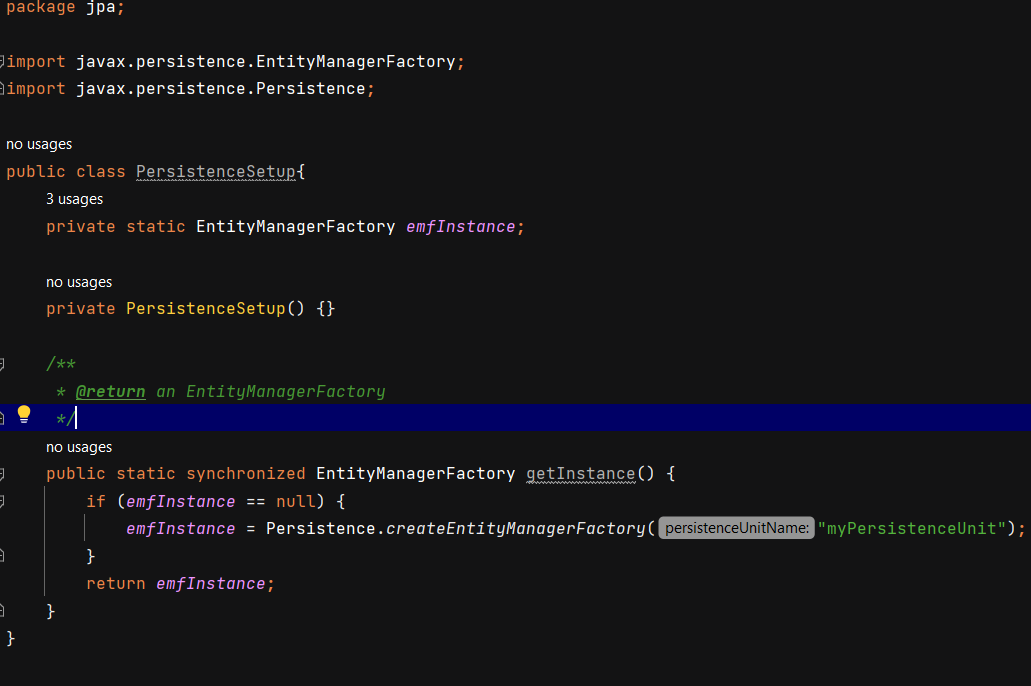 package jpa;
import javax.persistence.EntityManagerFactory;
import javax.persistence.Persistence;
no usages
public class PersistenceSetup{
3 usages
private static EntityManagerFactory emfInstance;
no usages
private PersistenceSetup() {}
/**
* @return an EntityManagerFactory
*/
no usages
public static synchronized EntityManagerFactory getInstance() {
if (emfInstance == null) {
emfInstance = Persistence.createEntityManagerFactory( persistenceUnitName: "myPersistenceUnit");
}
return emfInstance;
}
}